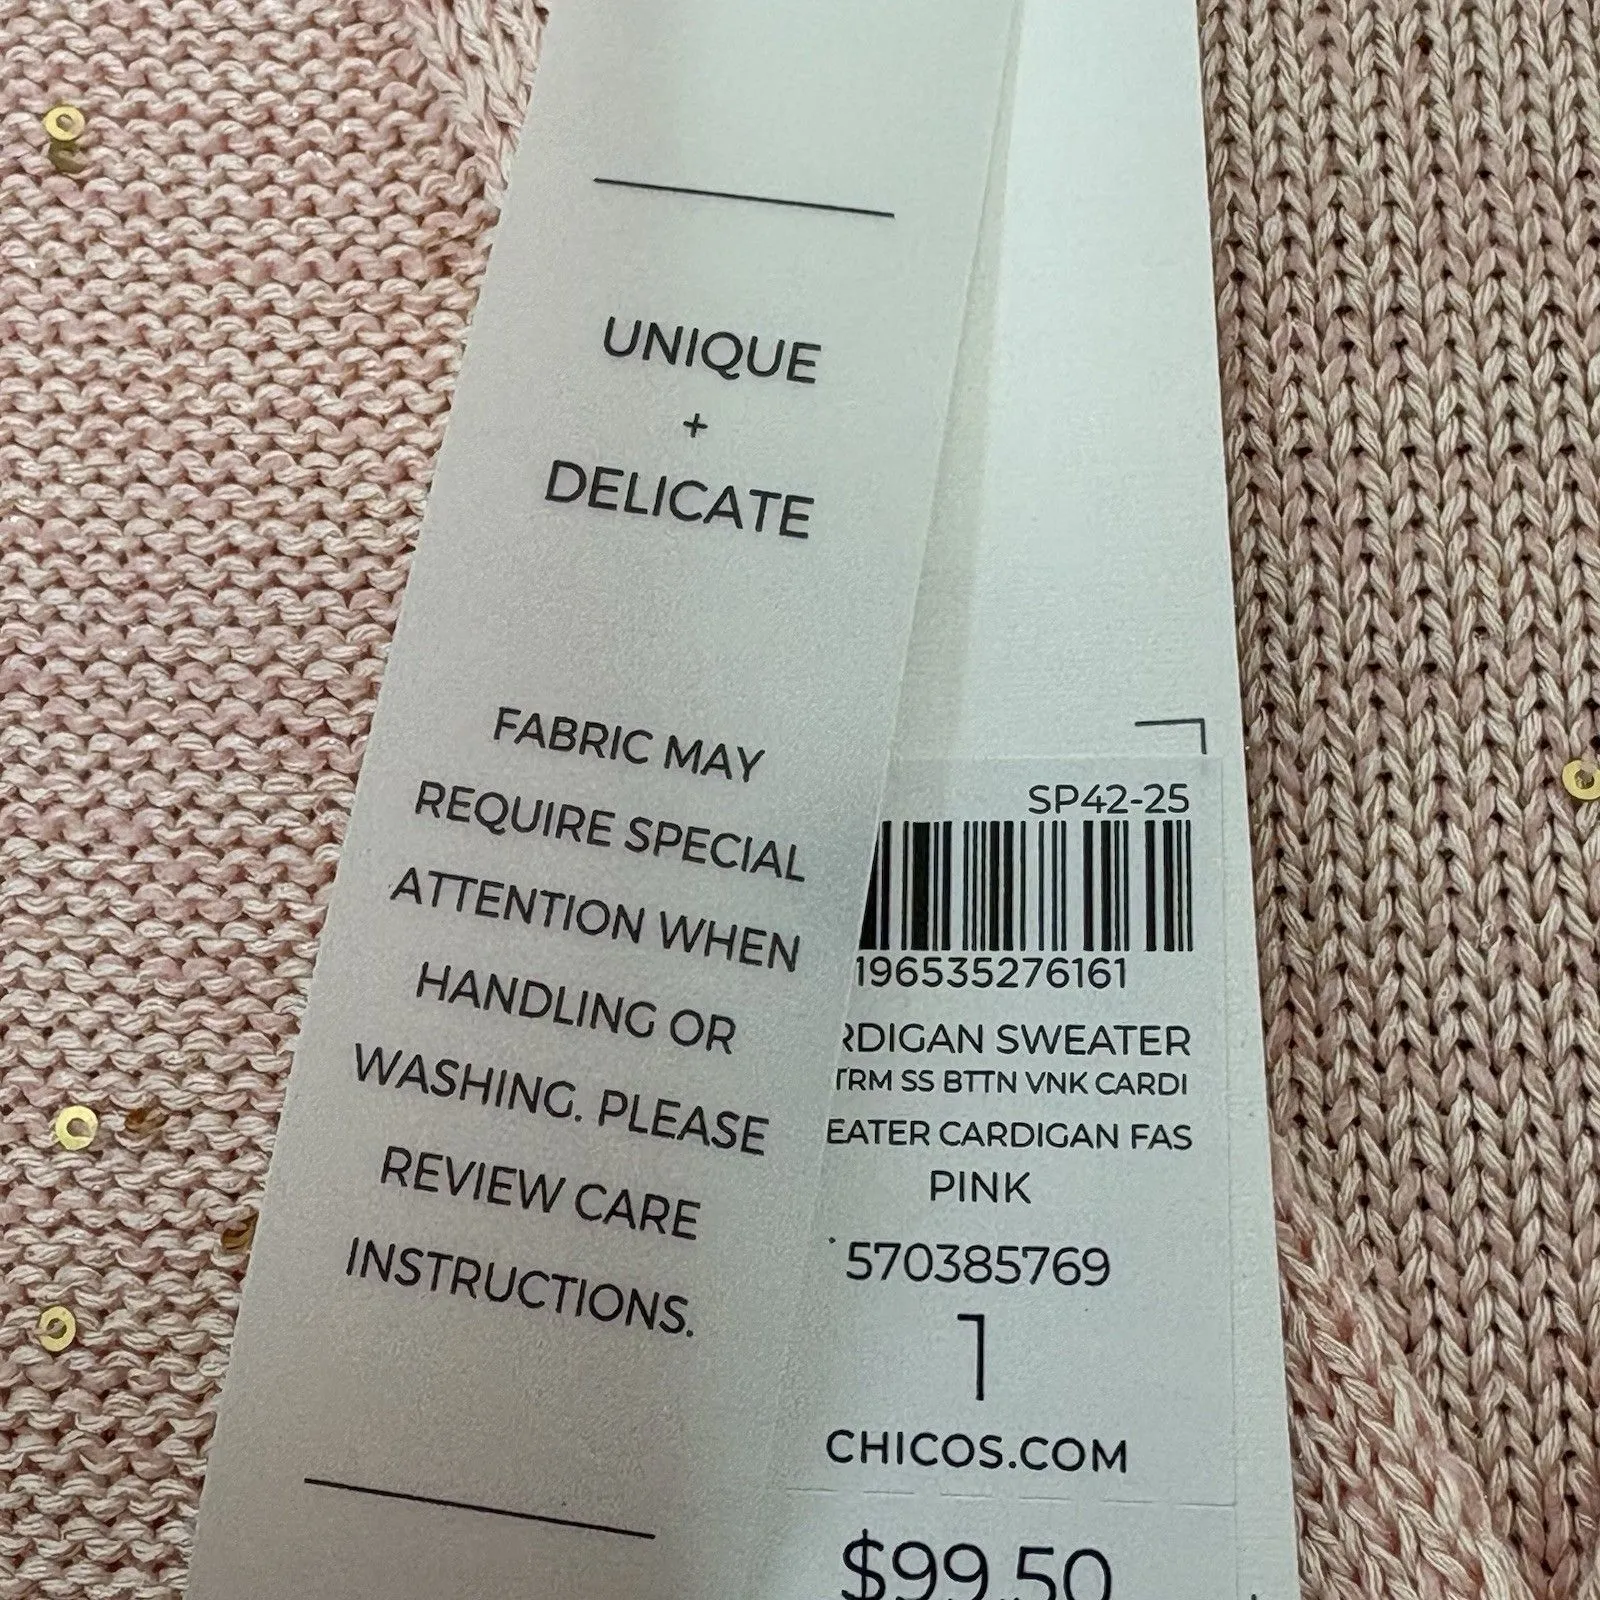 UNIQUE
+
DELICATE
FABRIC MAY
REQUIRE SPECIAL
ATTENTION WHEN
HANDLING OR
WASHING. PLEASE
REVIEW CARE
INSTRUCTIONS.
SP42-25
196535276161
RDIGAN SWEATER
TRM SS BTTN VNK CARDI
EATER CARDIGAN FAS
PINK
570385769
1
CHICOS.COM
$99.50